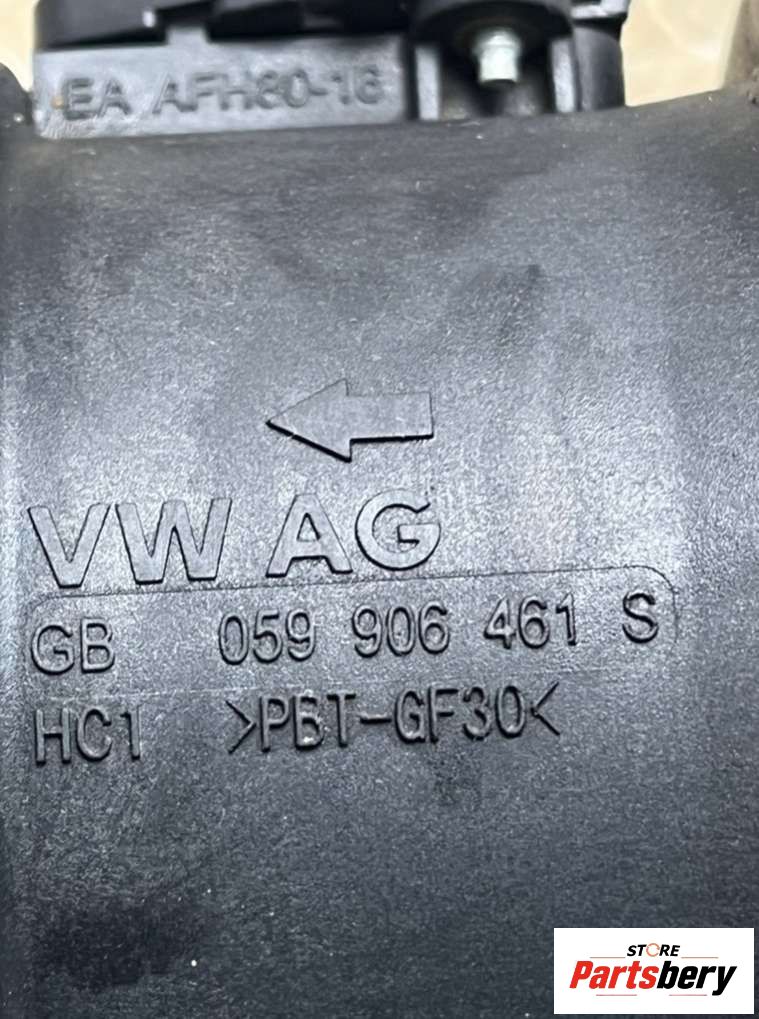 EA AFH80-16
VW AG
GB 059 906 461 S
HC1 >PBT-GF30<
STORE
Partsbery